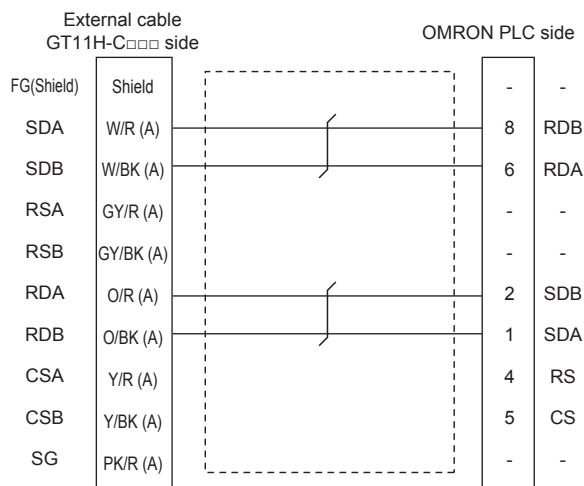 External cable
GT11H-C□□□ side
OMRON PLC side
FG(Shield) Shield - -
SDA W/R (A) 8 RDB
SDB W/BK (A) 6 RDA
RSA GY/R (A) - -
RSB GY/BK (A) - -
RDA O/R (A) 2 SDB
RDB O/BK (A) 1 SDA
CSA Y/R (A) 4 RS
CSB Y/BK (A) 5 CS
SG PK/R (A) - -